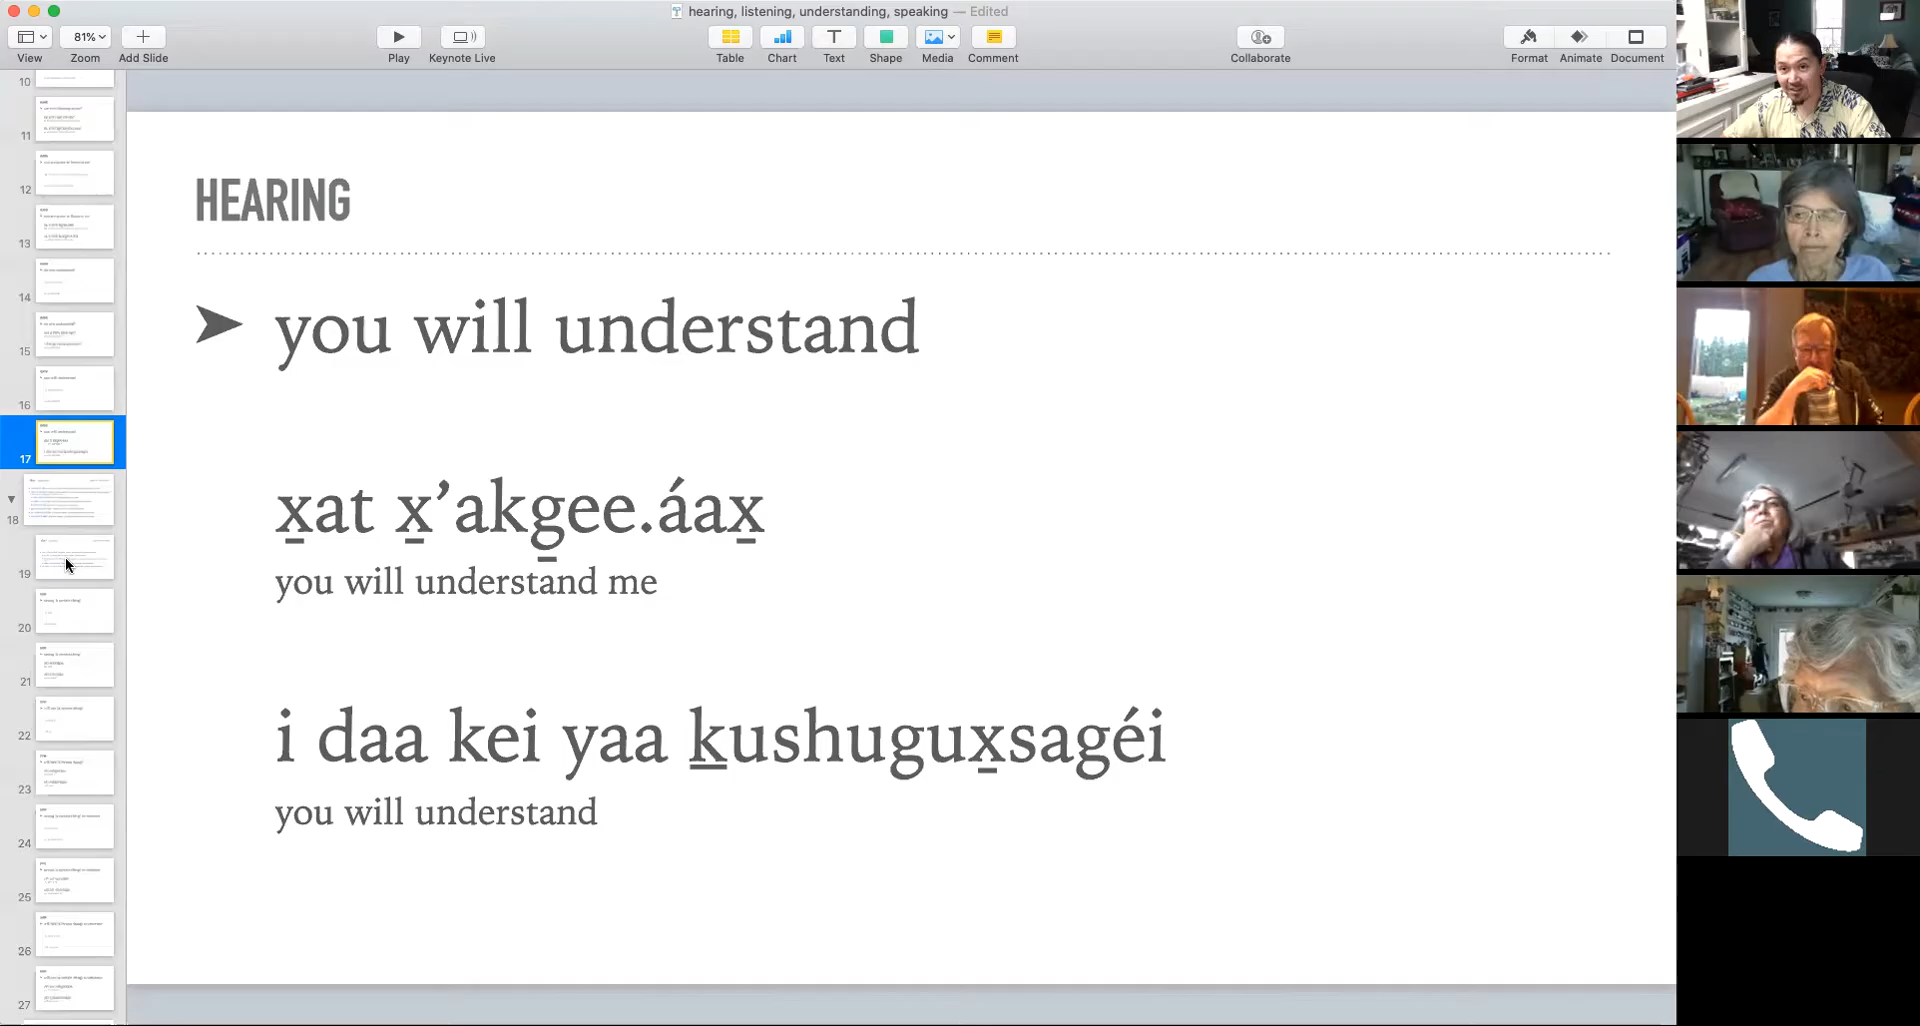 hearing, listening, understanding, speaking — Edited
81%
View Zoom Add Slide Play Keynote Live Table Chart Text Shape Media Comment Collaborate Format Animate Document
10
11
12
13
14
15
16
17
18
19
20
21
22
23
24
25
26
27
HEARING
➤ you will understand
x̲at x̲’akg̲ee.áax̲
you will understand me
i daa kei yaa ḵushugux̲sagéi
you will understand